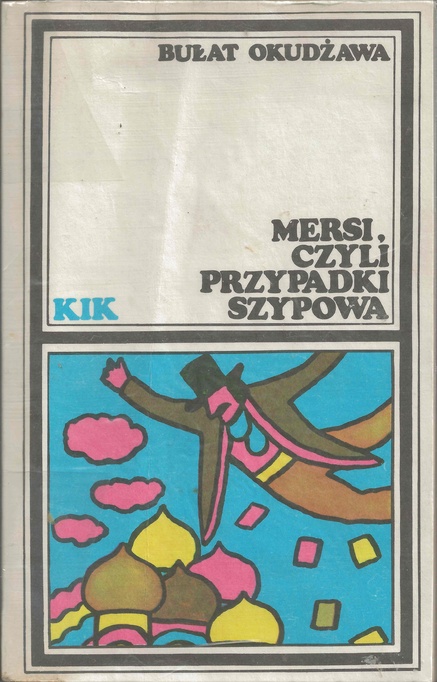 BUŁAT OKUDŻAWA
MERSI,
CZYLI
PRZYPADKI
SZYPOWA
KIK